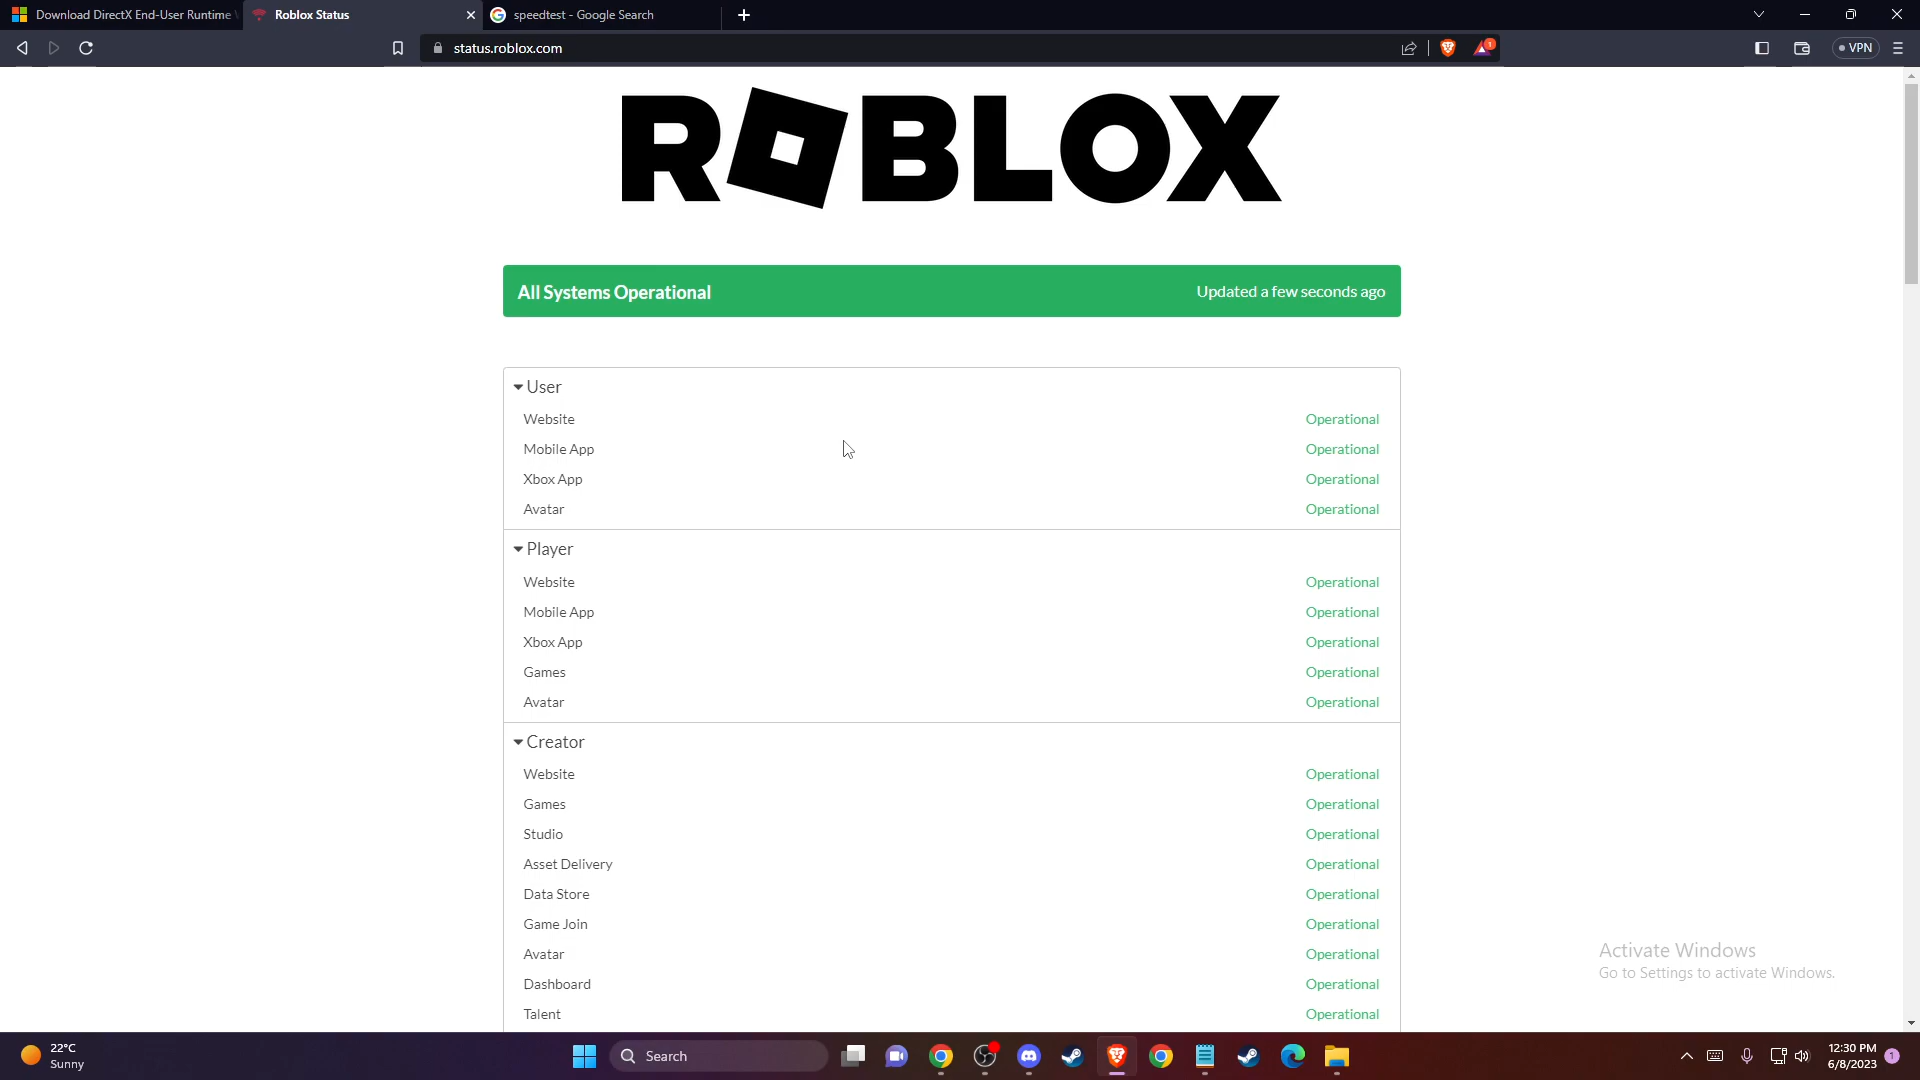 Download DirectX End-User Runtime
Roblox Status
speedtest - Google Search
status.roblox.com
1
VPN
ROBLOX
All Systems Operational
Updated a few seconds ago
User
Website Operational
Mobile App Operational
Xbox App Operational
Avatar Operational
Player
Website Operational
Mobile App Operational
Xbox App Operational
Games Operational
Avatar Operational
Creator
Website Operational
Games Operational
Studio Operational
Asset Delivery Operational
Data Store Operational
Game Join Operational
Avatar Operational
Dashboard Operational
Talent Operational
Activate Windows
Go to Settings to activate Windows.
22°C
Sunny
Search
12:30 PM
6/8/2023
1